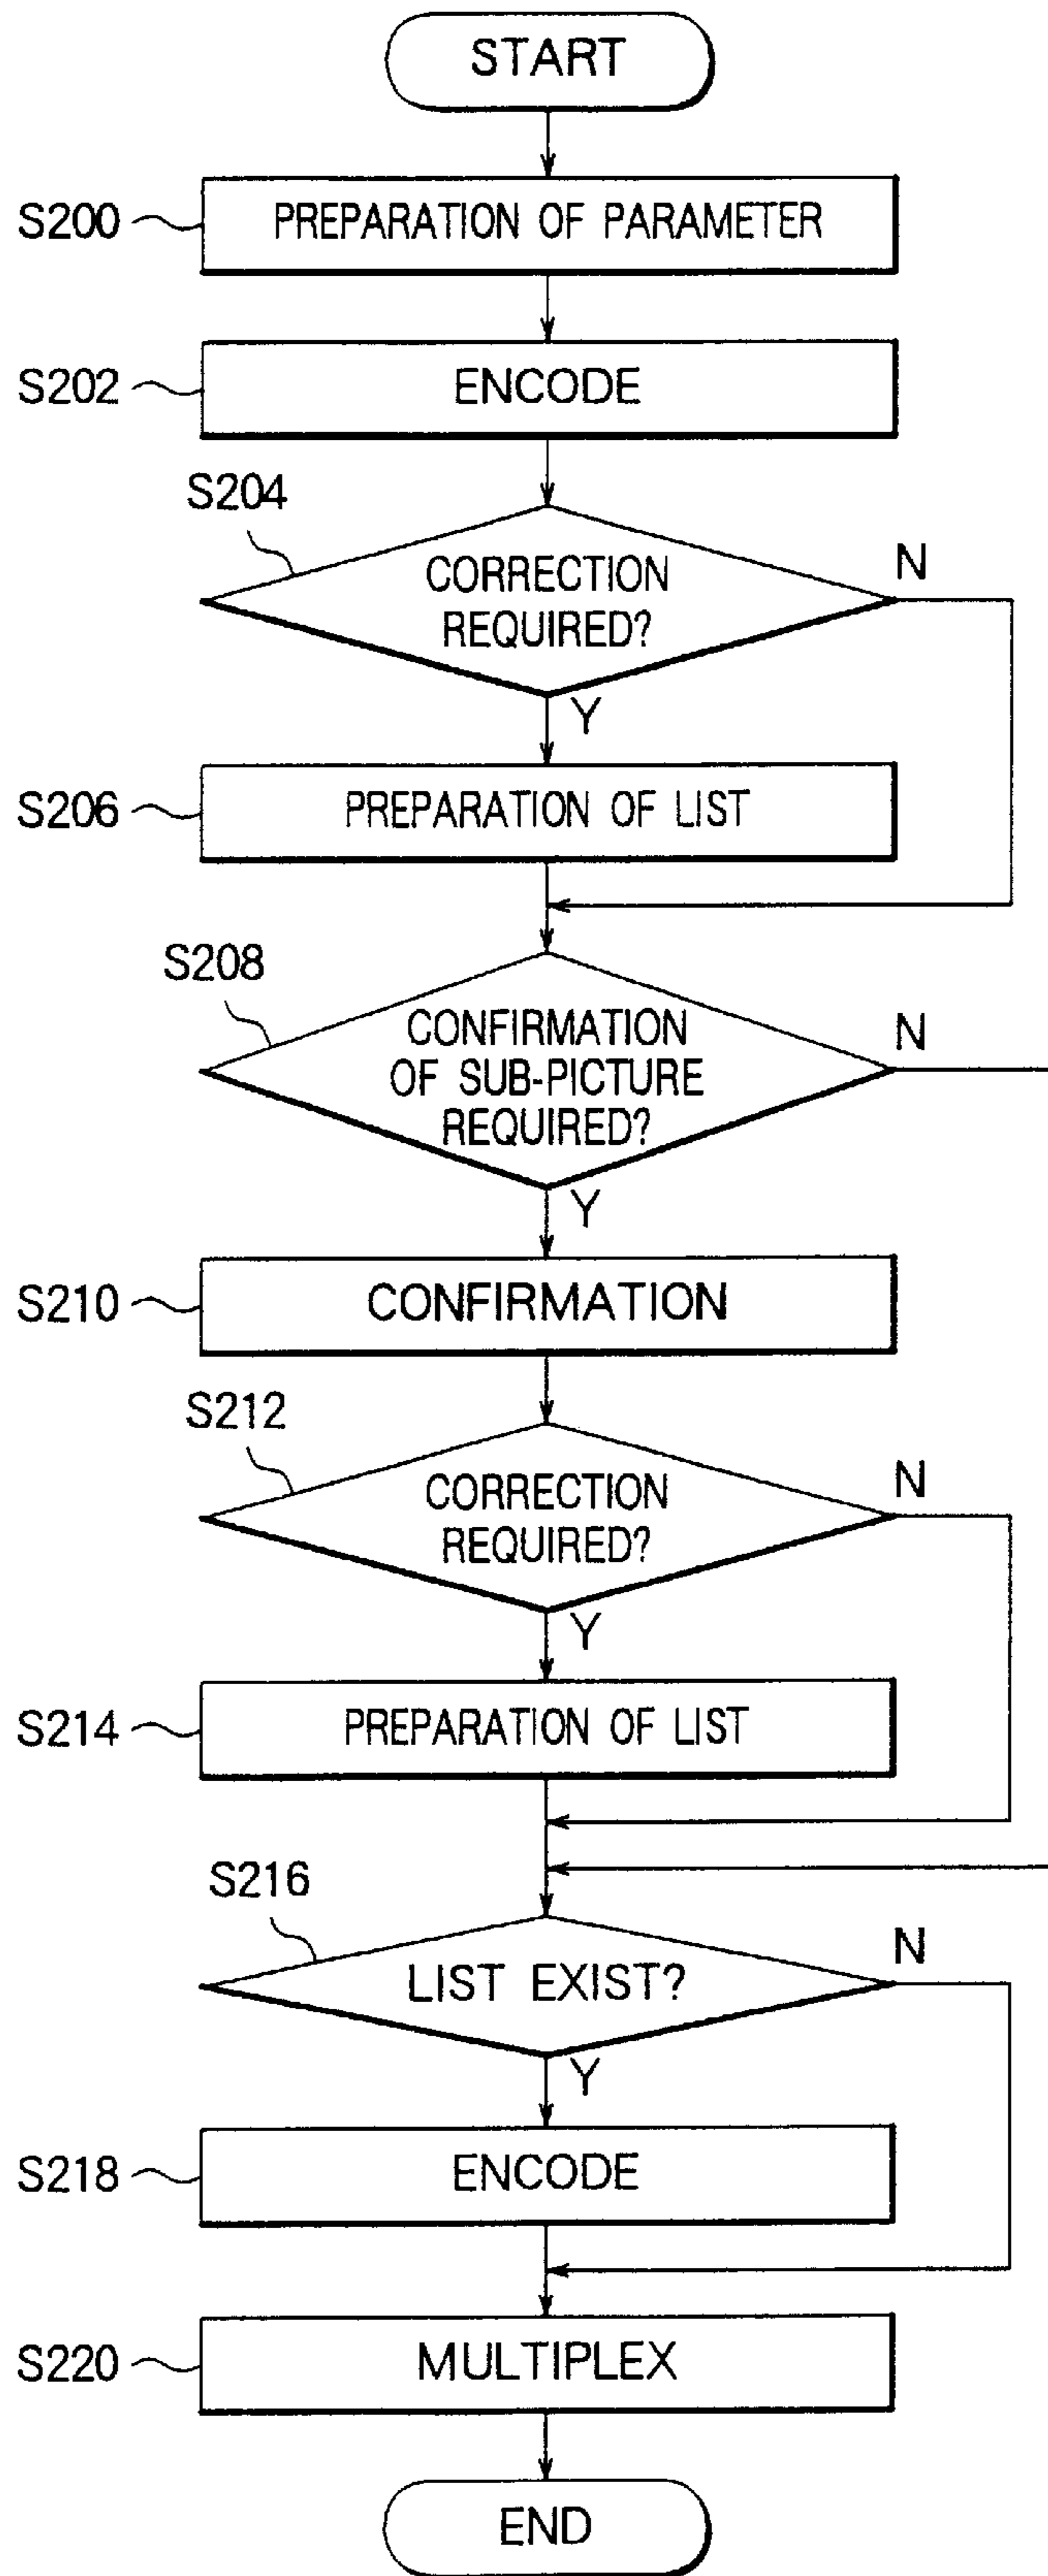 START
S200
PREPARATION OF PARAMETER
S202
ENCODE
S204
CORRECTION
REQUIRED?
N
Y
S206
PREPARATION OF LIST
S208
CONFIRMATION
OF SUB-PICTURE
REQUIRED?
N
Y
S210
CONFIRMATION
S212
CORRECTION
REQUIRED?
N
Y
S214
PREPARATION OF LIST
S216
LIST EXIST?
N
Y
S218
ENCODE
S220
MULTIPLEX
END